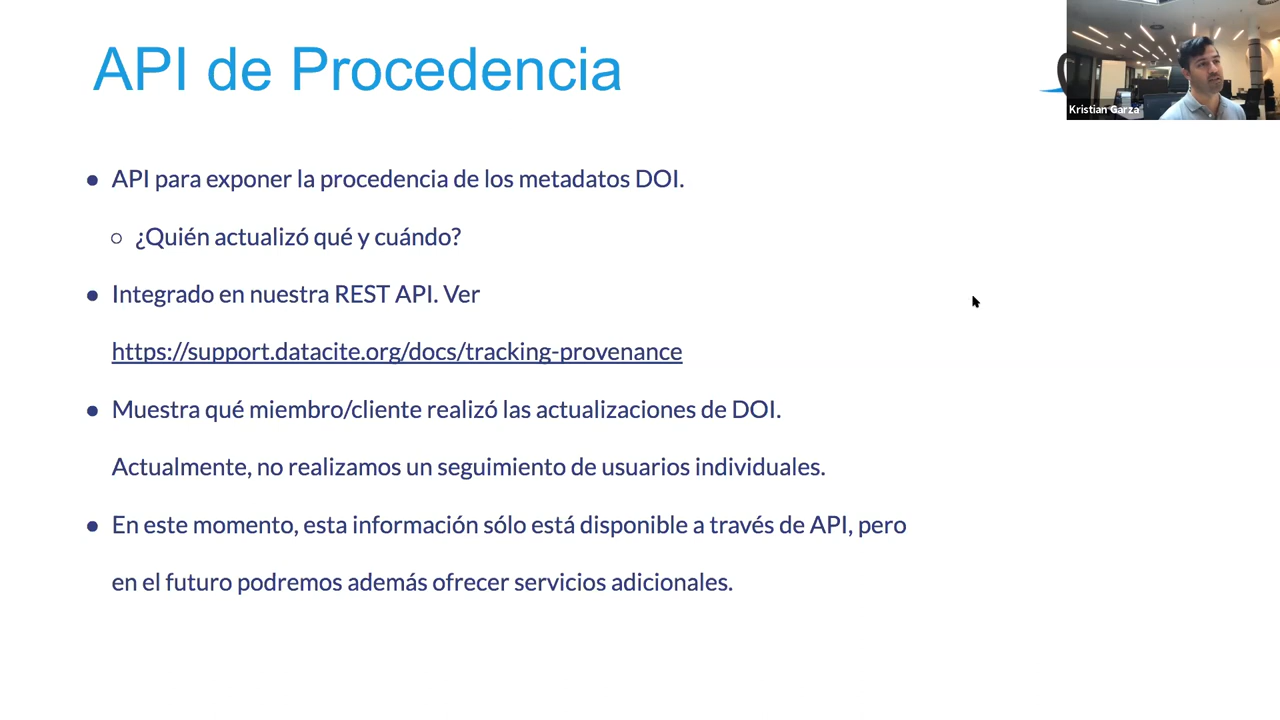 API de Procedencia
Kristian Garza
● API para exponer la procedencia de los metadatos DOI.
○ ¿Quién actualizó qué y cuándo?
● Integrado en nuestra REST API. Ver
https://support.datacite.org/docs/tracking-provenance
● Muestra qué miembro/cliente realizó las actualizaciones de DOI.
Actualmente, no realizamos un seguimiento de usuarios individuales.
● En este momento, esta información sólo está disponible a través de API, pero
en el futuro podremos además ofrecer servicios adicionales.